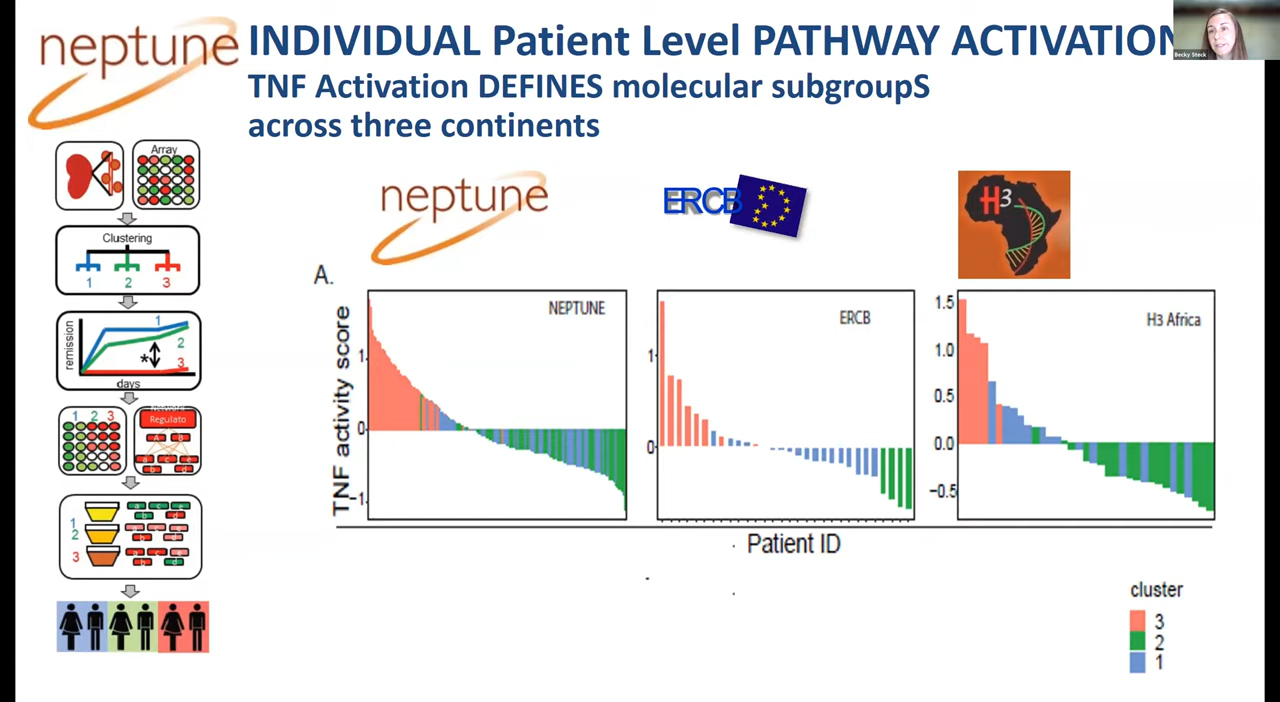 neptune
INDIVIDUAL Patient Level PATHWAY ACTIVATION
TNF Activation DEFINES molecular subgroupS
across three continents
Becky Steck
Array
Clustering
1 2 3
remission
1
2
3
*
days
1 2 3
Regulato
A B
a c e
b d
1
2
3
a c e
b d
a c e
b d
a c e
b d
neptune
ERCB
H3
A.
TNF activity score
NEPTUNE
1
0
−1
ERCB
1
0
H3 Africa
1.5
1.0
0.5
0.0
−0.5
Patient ID
cluster
3
2
1